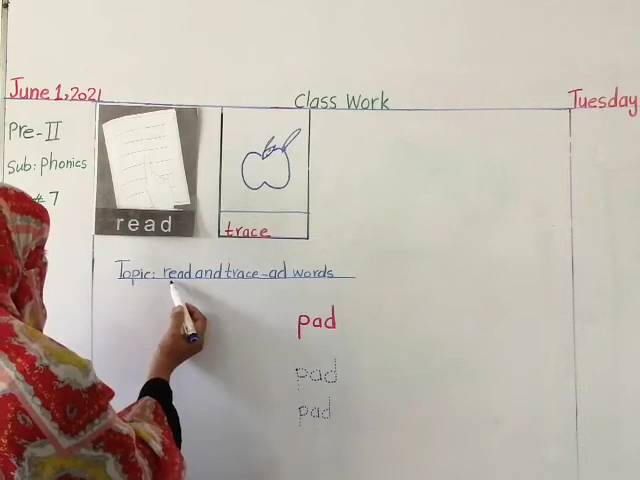 June 1, 2021 Class Work Tuesday
Pre-II
Sub: Phonics
# 7
read
trace
Topic: read and trace -ad words
pad
pad
pad